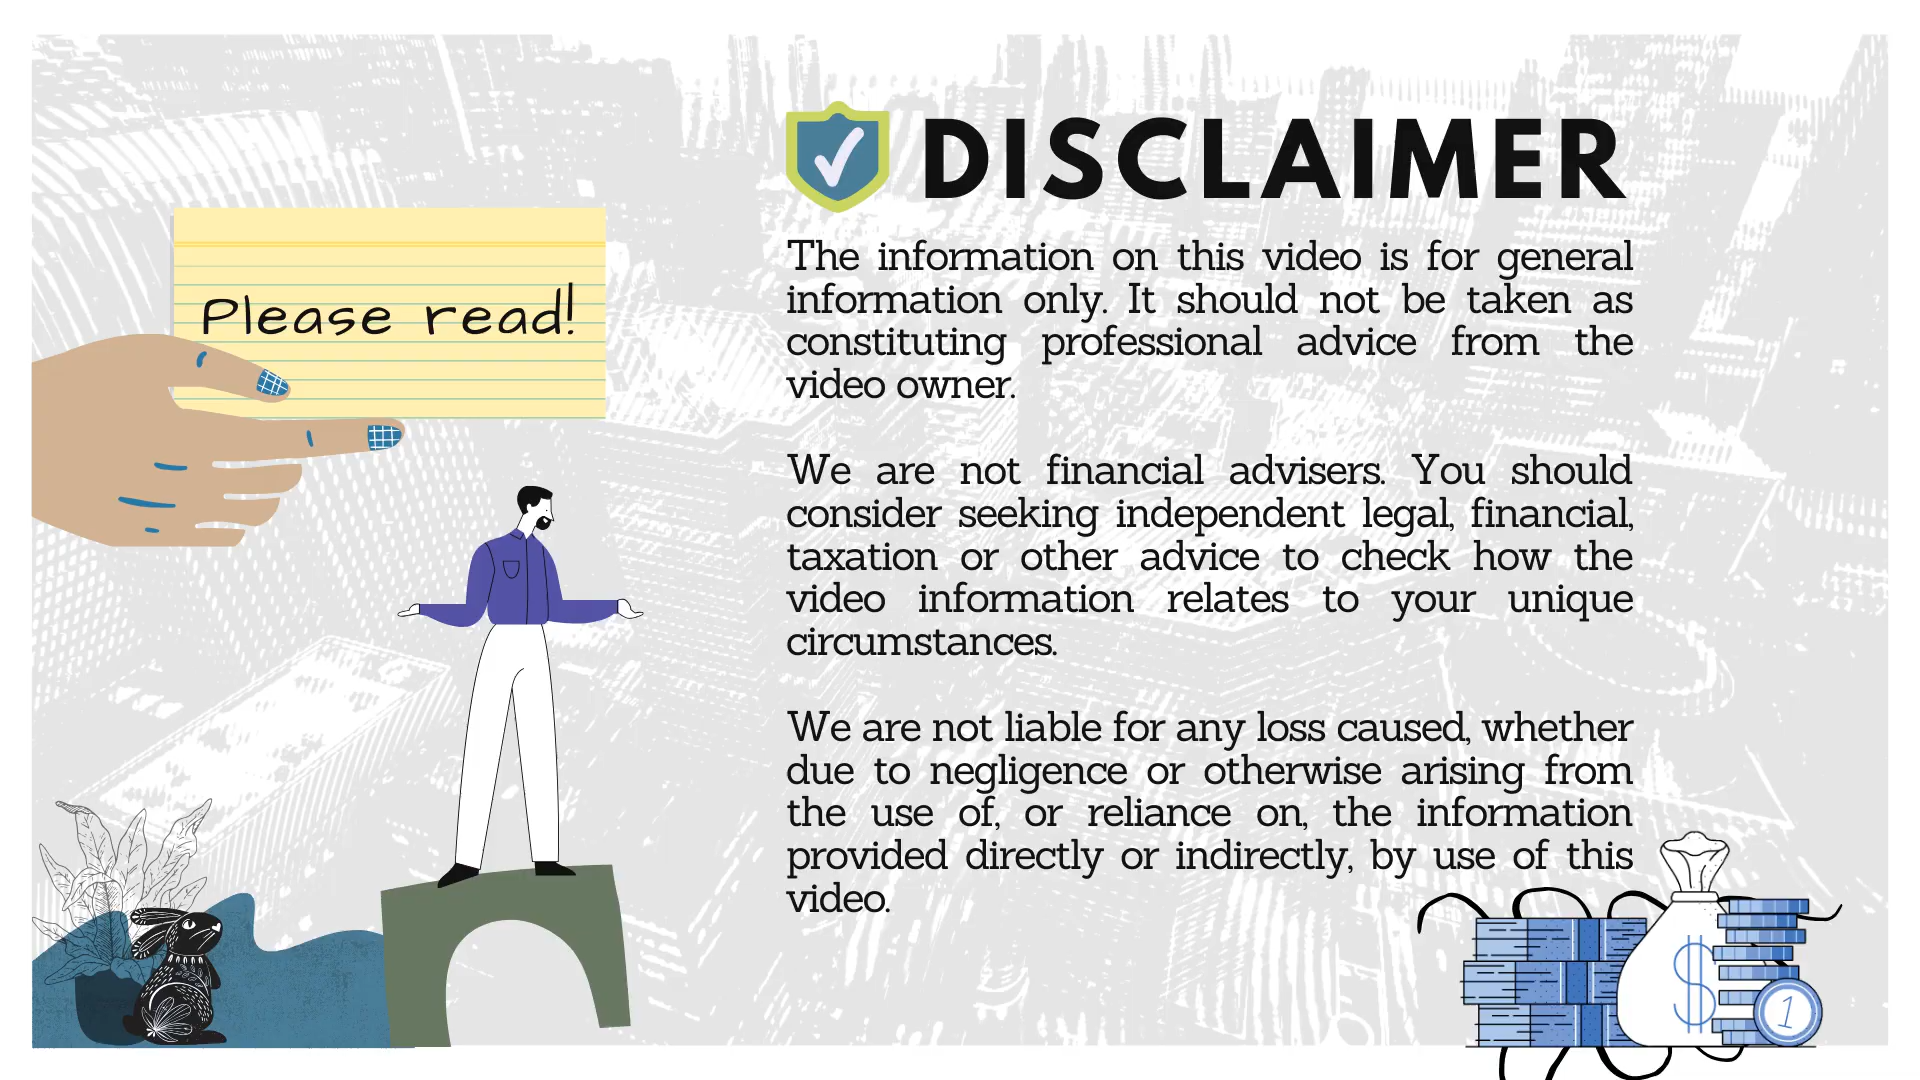 DISCLAIMER
Please read!
The information on this video is for general
information only. It should not be taken as
constituting professional advice from the
video owner.
We are not financial advisers. You should
consider seeking independent legal, financial,
taxation or other advice to check how the
video information relates to your unique
circumstances.
We are not liable for any loss caused, whether
due to negligence or otherwise arising from
the use of, or reliance on, the information
provided directly or indirectly, by use of this
video.
$
1